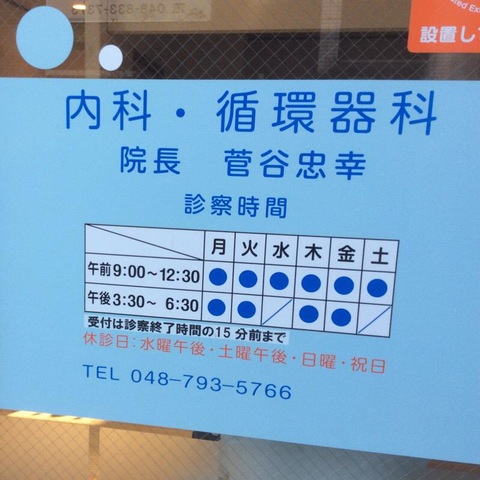 設置し
内科・循環器科
院長 菅谷忠幸
診察時間
月 火 水 木 金 土
午前 9:00～12:30 ● ● ● ● ● ●
午後 3:30～ 6:30 ● ● ／ ● ● ／
受付は診察終了時間の15分前まで
休診日:水曜午後・土曜午後・日曜・祝日
TEL 048-793-5766